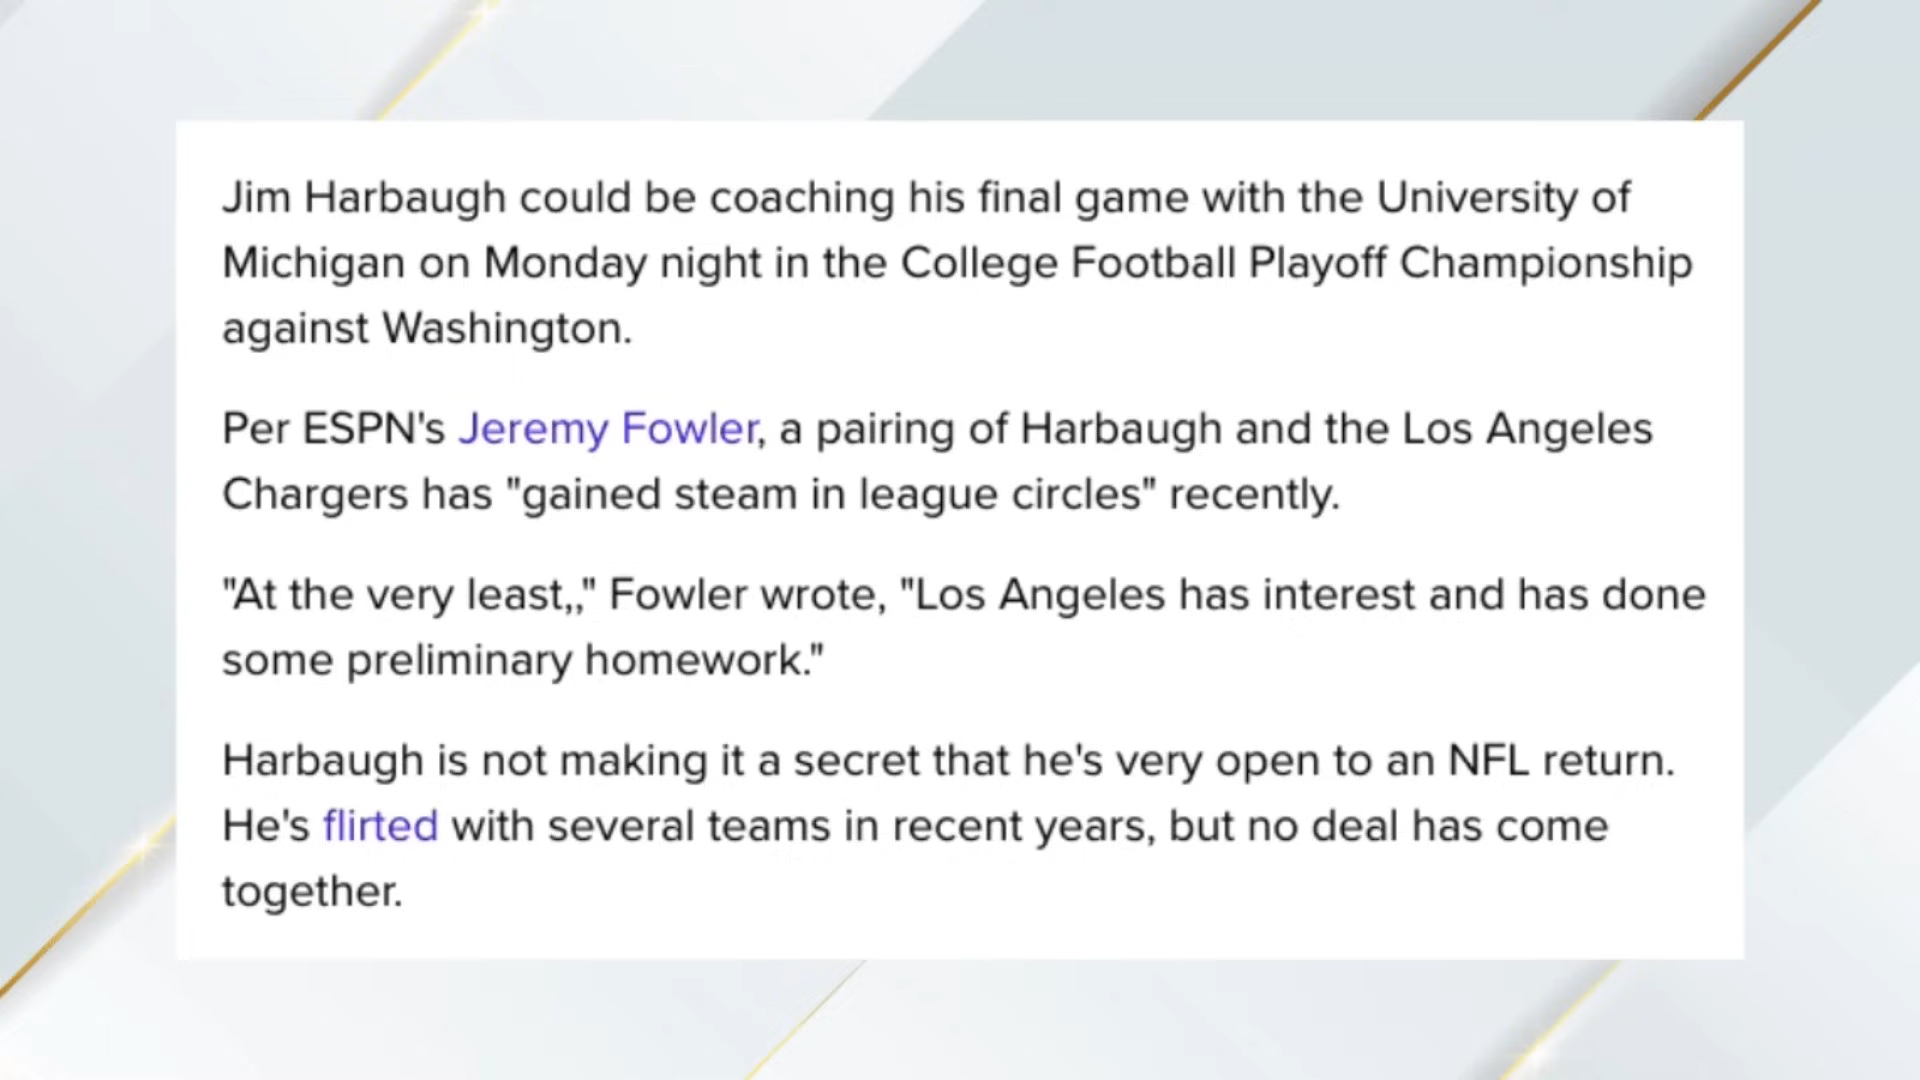 Jim Harbaugh could be coaching his final game with the University of
Michigan on Monday night in the College Football Playoff Championship
against Washington.
Per ESPN's Jeremy Fowler, a pairing of Harbaugh and the Los Angeles
Chargers has "gained steam in league circles" recently.
"At the very least,," Fowler wrote, "Los Angeles has interest and has done
some preliminary homework."
Harbaugh is not making it a secret that he's very open to an NFL return.
He's flirted with several teams in recent years, but no deal has come
together.